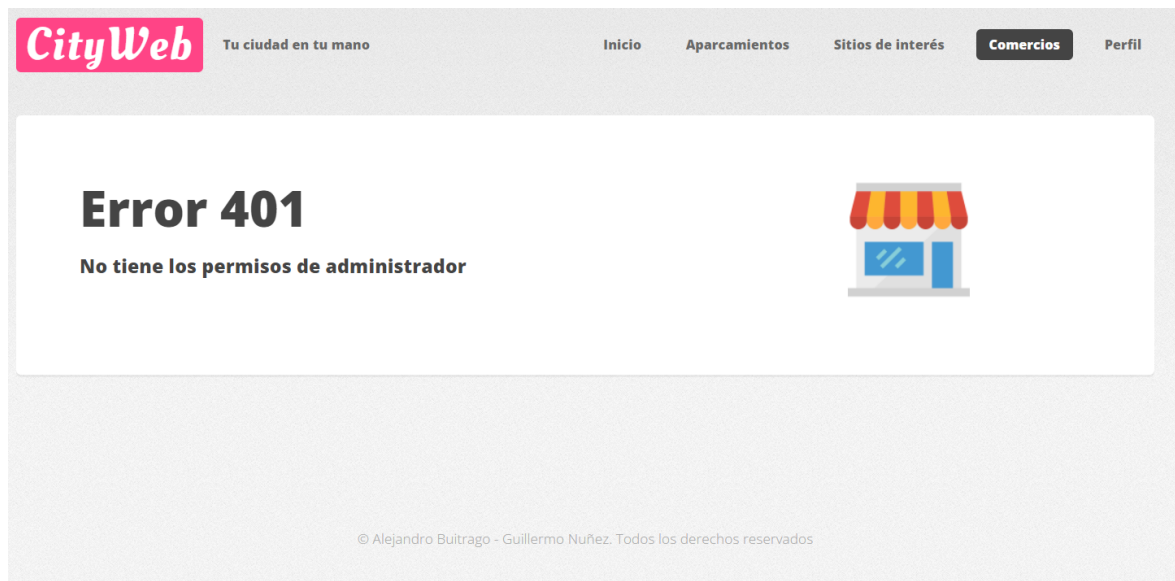 CityWeb Tu ciudad en tu mano Inicio Aparcamientos Sitios de interés Comercios Perfil
Error 401
No tiene los permisos de administrador
© Alejandro Buitrago - Guillermo Nuñez. Todos los derechos reservados